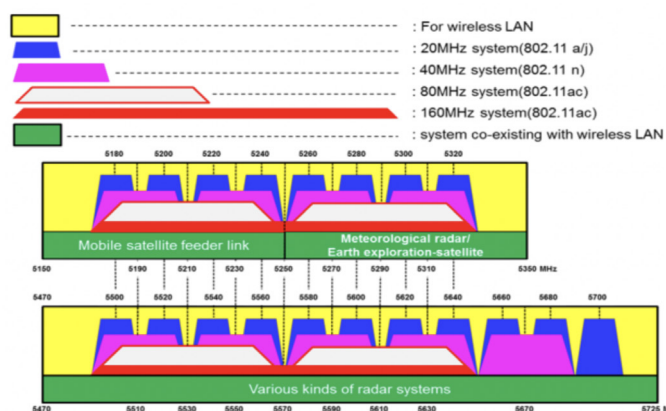 : For wireless LAN
: 20MHz system(802.11 a/j)
: 40MHz system(802.11 n)
: 80MHz system(802.11ac)
: 160MHz system(802.11ac)
: system co-existing with wireless LAN
5180 5200 5220 5240 5260 5280 5300 5320
Mobile satellite feeder link
Meteorological radar/
Earth exploration-satellite
5150 5190 5210 5230 5250 5270 5290 5310 5350 MHz
5470 5500 5520 5540 5560 5580 5600 5620 5640 5660 5680 5700
Various kinds of radar systems
5470 5510 5530 5550 5570 5590 5610 5630 5670 5725